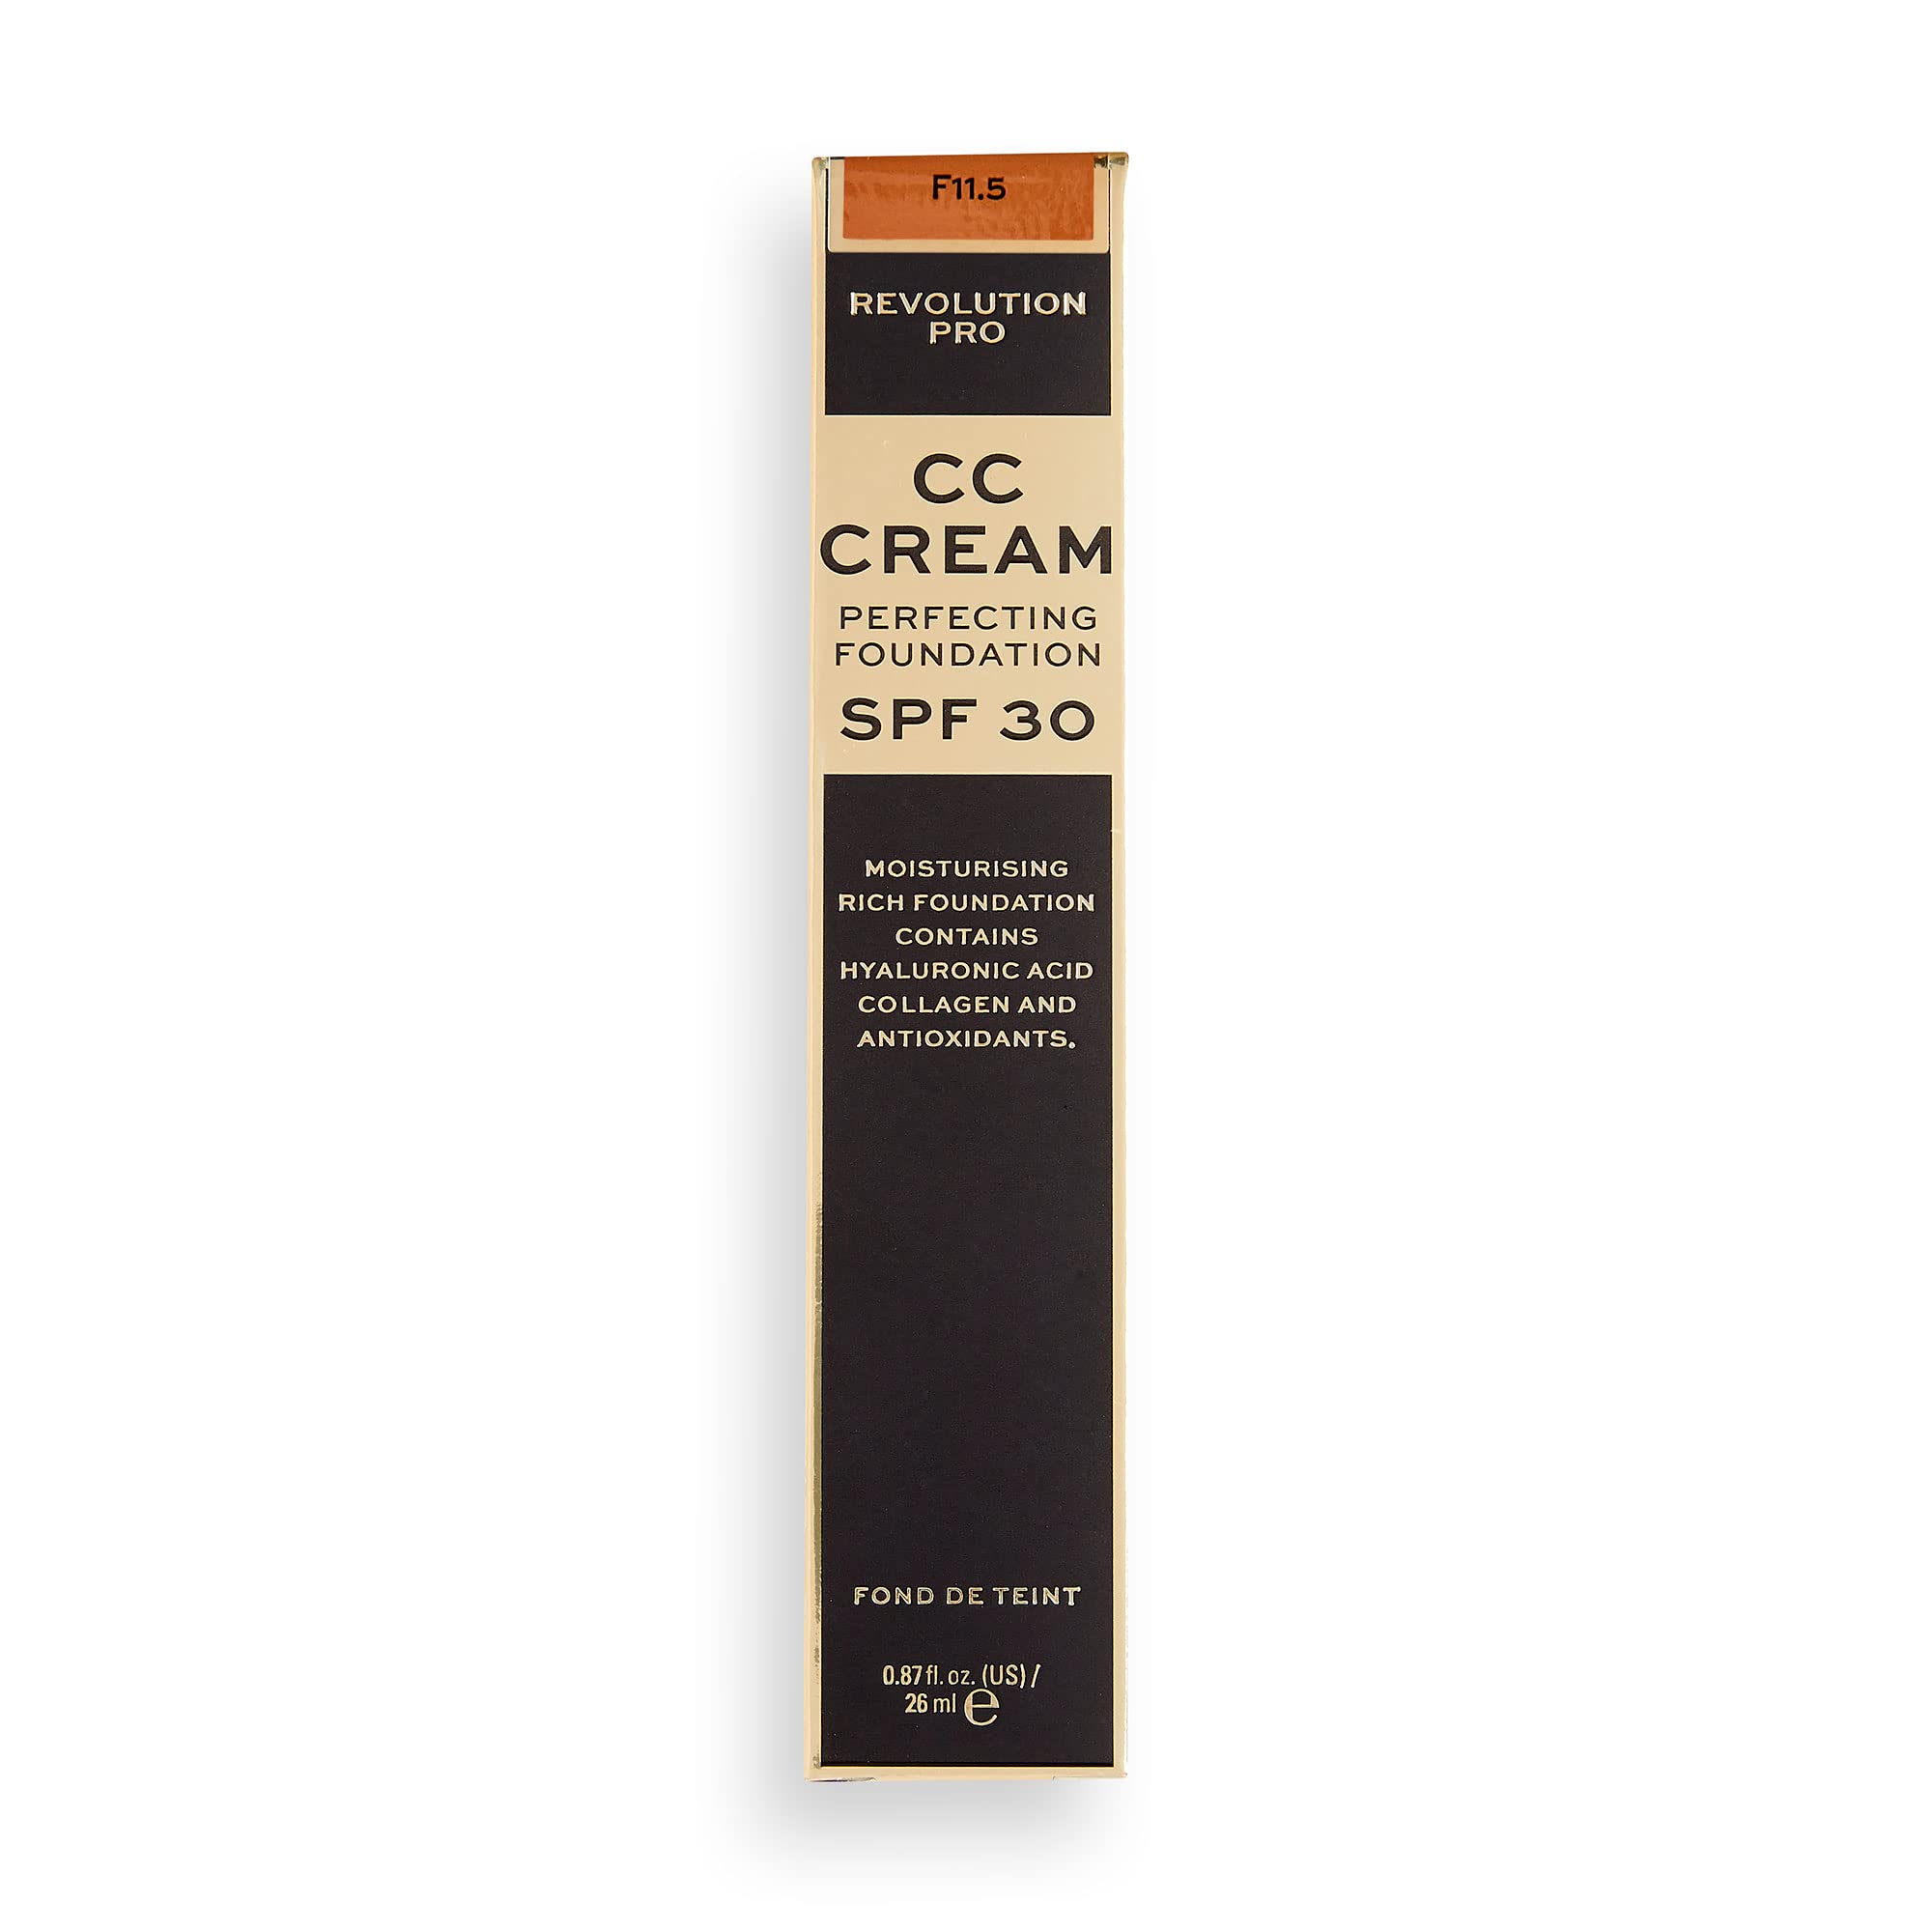 F11.5
REVOLUTION
PRO
CC
CREAM
PERFECTING
FOUNDATION
SPF 30
MOISTURISING
RICH FOUNDATION
CONTAINS
HYALURONIC ACID
COLLAGEN AND
ANTIOXIDANTS.
FOND DE TEINT
0.87 fl. oz. (US) /
26 ml ℮